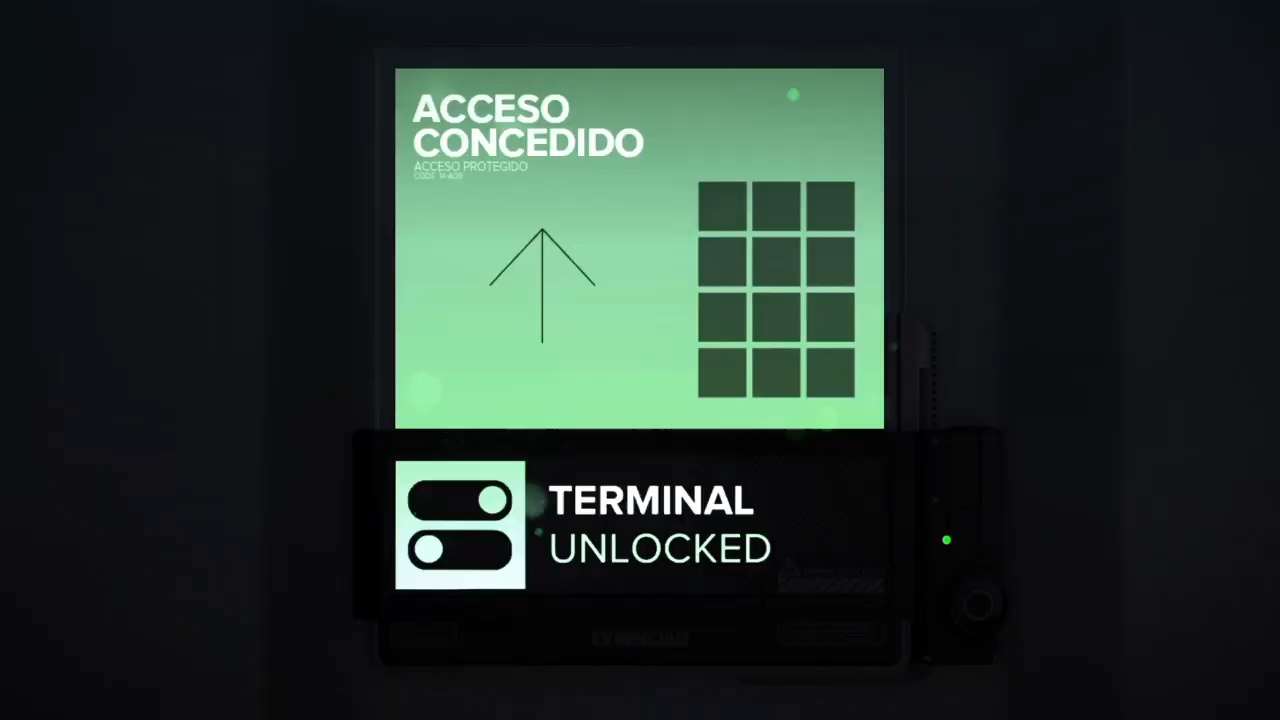 ACCESO
CONCEDIDO
ACCESO PROTEGIDO
TERMINAL
UNLOCKED